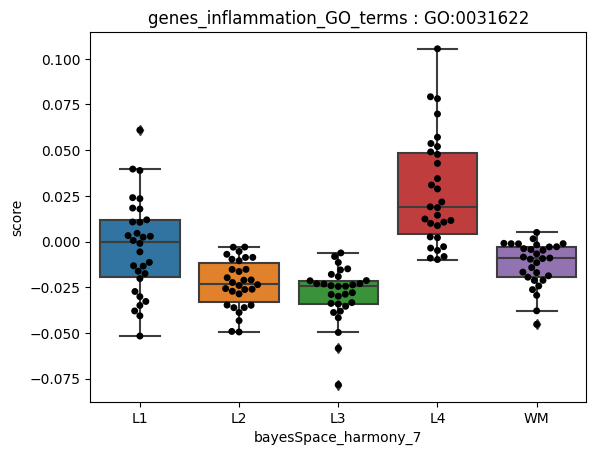 genes_inflammation_GO_terms : GO:0031622
score
0.100
0.075
0.050
0.025
0.000
−0.025
−0.050
−0.075
L1 L2 L3 L4 WM
bayesSpace_harmony_7